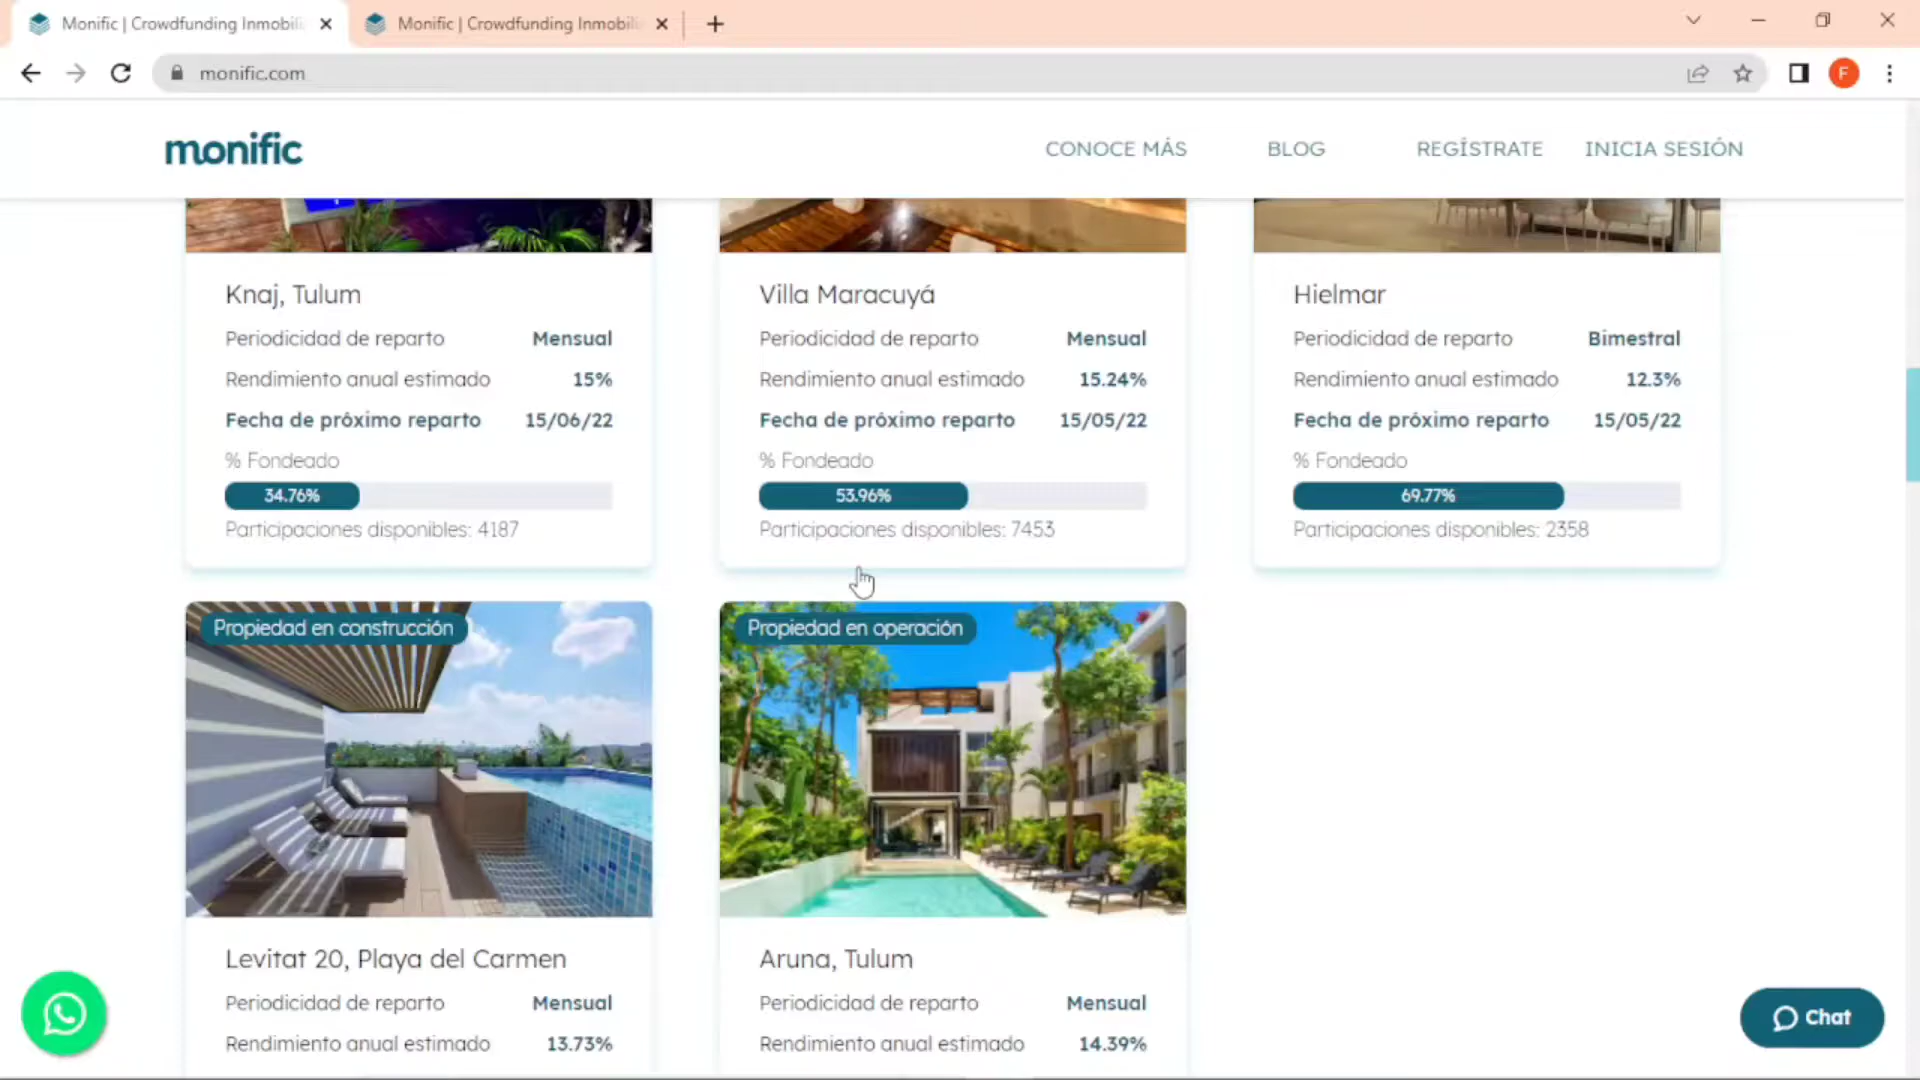 Monific | Crowdfunding Inmobili
Monific | Crowdfunding Inmobili
monific.com
F
monific
CONOCE MÁS
BLOG
REGÍSTRATE
INICIA SESIÓN
Knaj, Tulum
Periodicidad de reparto Mensual
Rendimiento anual estimado 15%
Fecha de próximo reparto 15/06/22
% Fondeado
34.76%
Participaciones disponibles: 4187
Villa Maracuyá
Periodicidad de reparto Mensual
Rendimiento anual estimado 15.24%
Fecha de próximo reparto 15/05/22
% Fondeado
53.96%
Participaciones disponibles: 7453
Hielmar
Periodicidad de reparto Bimestral
Rendimiento anual estimado 12.3%
Fecha de próximo reparto 15/05/22
% Fondeado
69.77%
Participaciones disponibles: 2358
Propiedad en construcción
Levitat 20, Playa del Carmen
Periodicidad de reparto Mensual
Rendimiento anual estimado 13.73%
Propiedad en operación
Aruna, Tulum
Periodicidad de reparto Mensual
Rendimiento anual estimado 14.39%
Chat